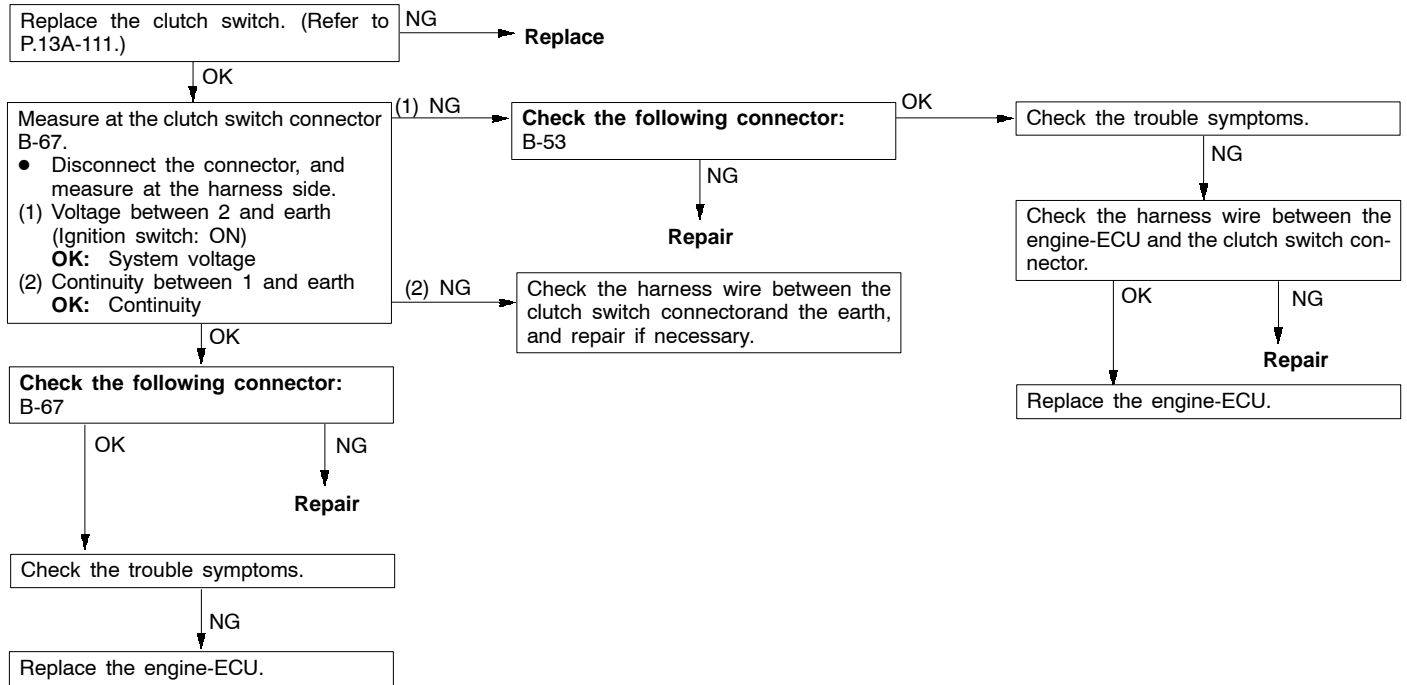 Replace the clutch switch. (Refer to
P.13A-111.)
NG
Replace
OK
Measure at the clutch switch connector
B-67.
● Disconnect the connector, and
measure at the harness side.
(1) Voltage between 2 and earth
(Ignition switch: ON)
OK: System voltage
(2) Continuity between 1 and earth
OK: Continuity
(1) NG
Check the following connector:
B-53
OK
Check the trouble symptoms.
NG
Repair
NG
Check the harness wire between the
engine-ECU and the clutch switch con-
nector.
OK
NG
Repair
Replace the engine-ECU.
(2) NG
Check the harness wire between the
clutch switch connectorand the earth,
and repair if necessary.
OK
Check the following connector:
B-67
OK
NG
Repair
Check the trouble symptoms.
NG
Replace the engine-ECU.